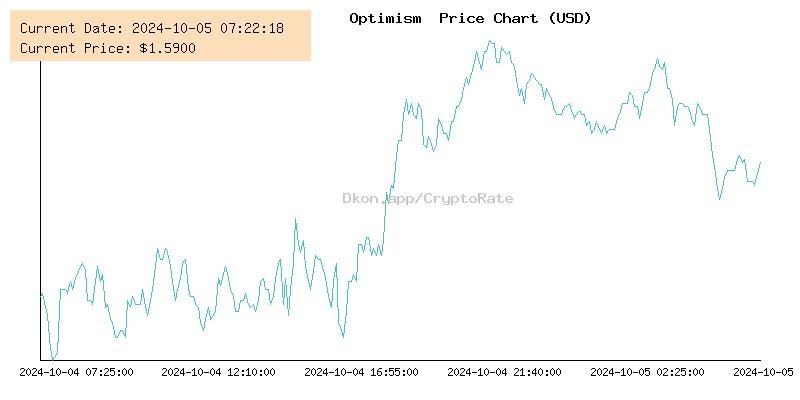 Optimism  Price Chart (USD)
Current Date: 2024-10-05 07:22:18
Current Price: $1.5900
Dkon.app/CryptoRate
2024-10-04 07:25:00 2024-10-04 12:10:00 2024-10-04 16:55:00 2024-10-04 21:40:00 2024-10-05 02:25:00 2024-10-05